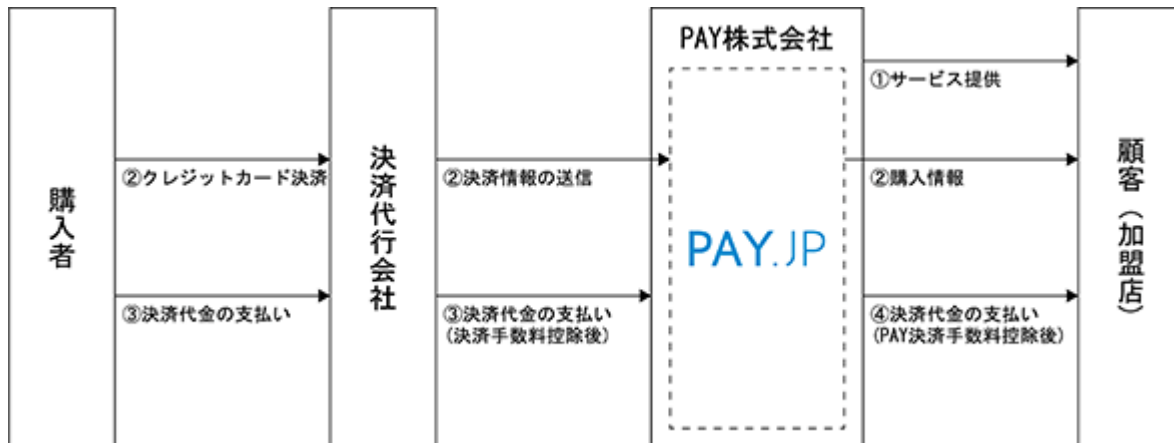 購入者
②クレジットカード決済
③決済代金の支払い
決済代行会社
②決済情報の送信
③決済代金の支払い
(決済手数料控除後)
PAY株式会社
PAY.JP
①サービス提供
②購入情報
④決済代金の支払い
(PAY決済手数料控除後)
顧客(加盟店)